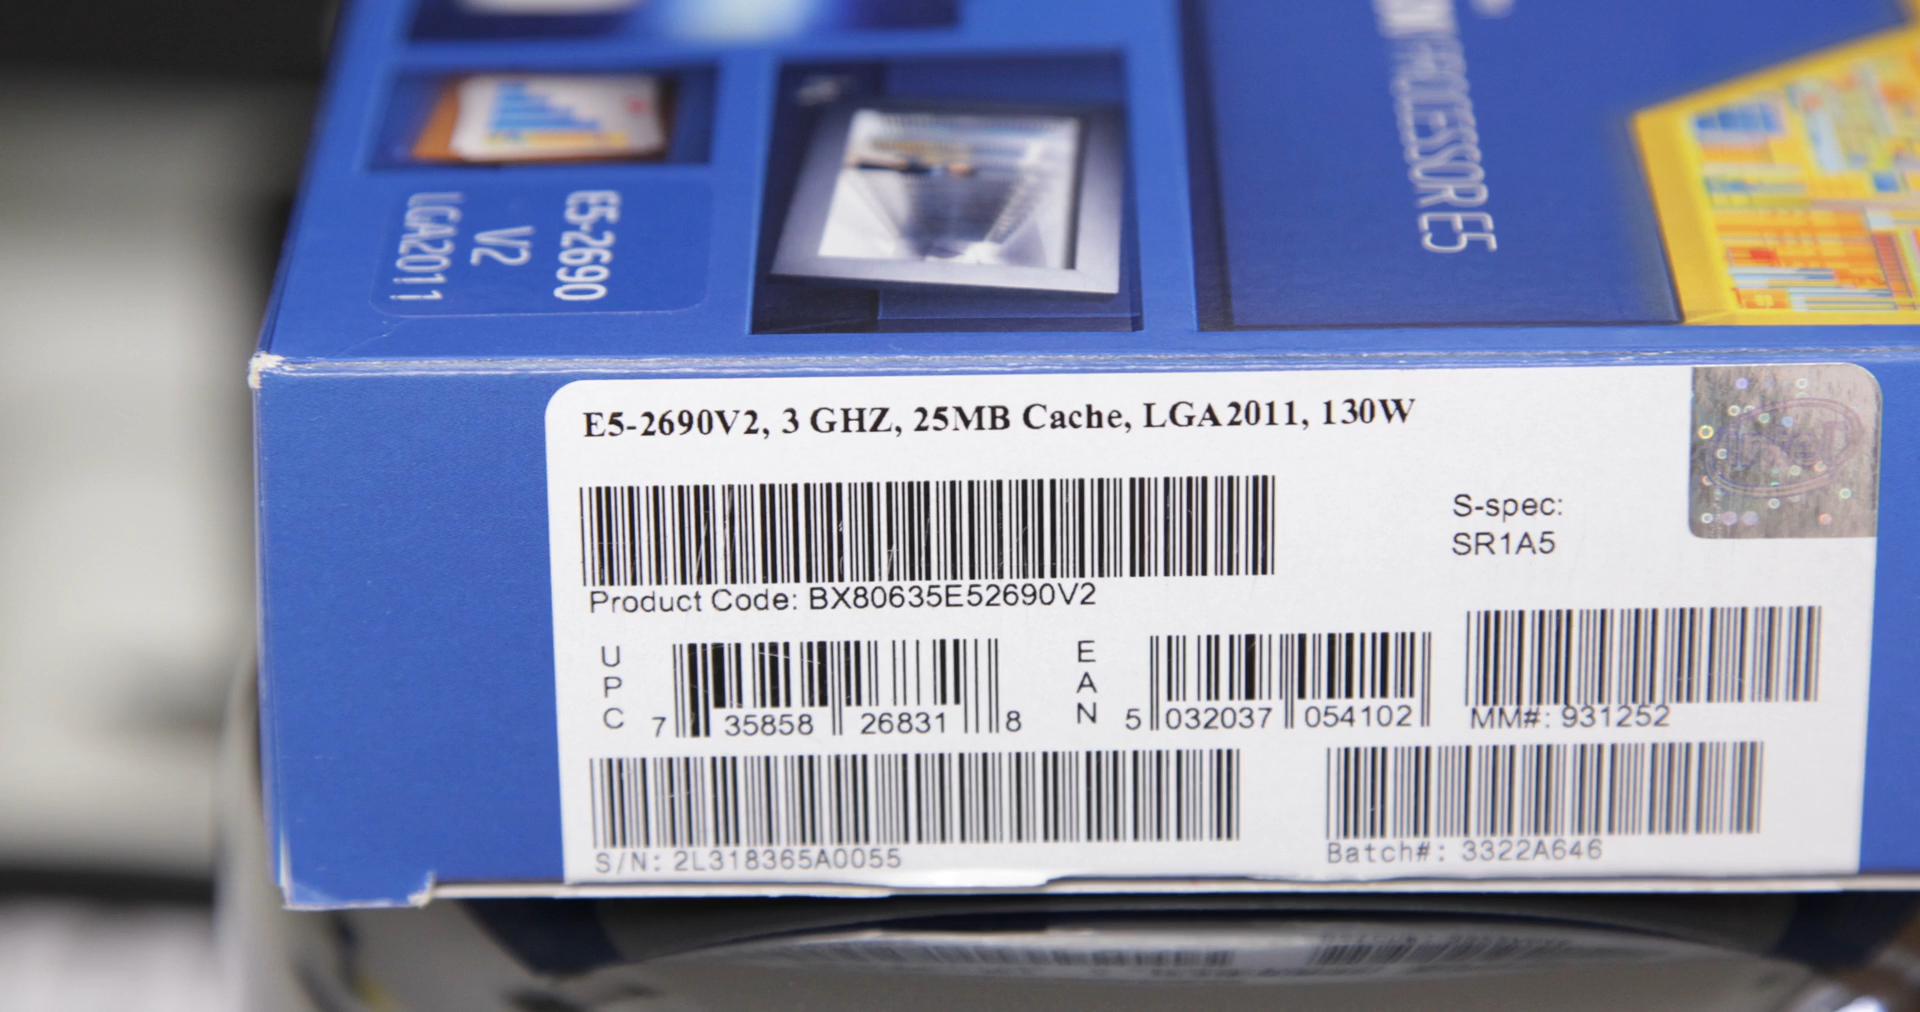 PROCESSOR E5
E5-2690
V2
LGA2011
E5-2690V2, 3 GHZ, 25MB Cache, LGA2011, 130W
intel
S-spec:
SR1A5
Product Code: BX80635E52690V2
UPC
7 35858 26831 8
EAN
5 032037 054102
MM#: 931252
S/N: 2L318365A0055
Batch#: 3322A646